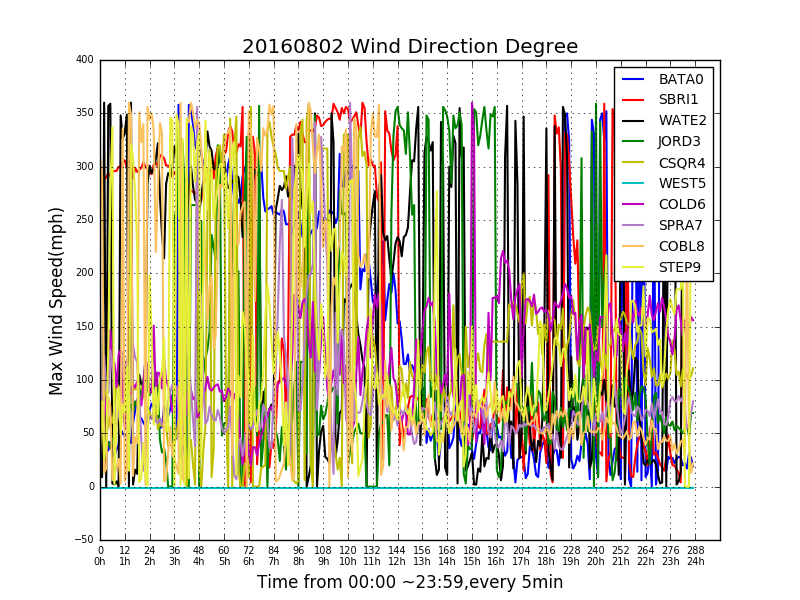 20160802 Wind Direction Degree
400
350
300
250
200
150
100
50
0
−50
Max Wind Speed(mph)
BATA0
SBRI1
WATE2
JORD3
CSQR4
WEST5
COLD6
SPRA7
COBL8
STEP9
0 12 24 36 48 60 72 84 96 108 120 132 144 156 168 180 192 204 216 228 240 252 264 276 288
0h 1h 2h 3h 4h 5h 6h 7h 8h 9h 10h 11h 12h 13h 14h 15h 16h 17h 18h 19h 20h 21h 22h 23h 24h
Time from 00:00 ~23:59,every 5min